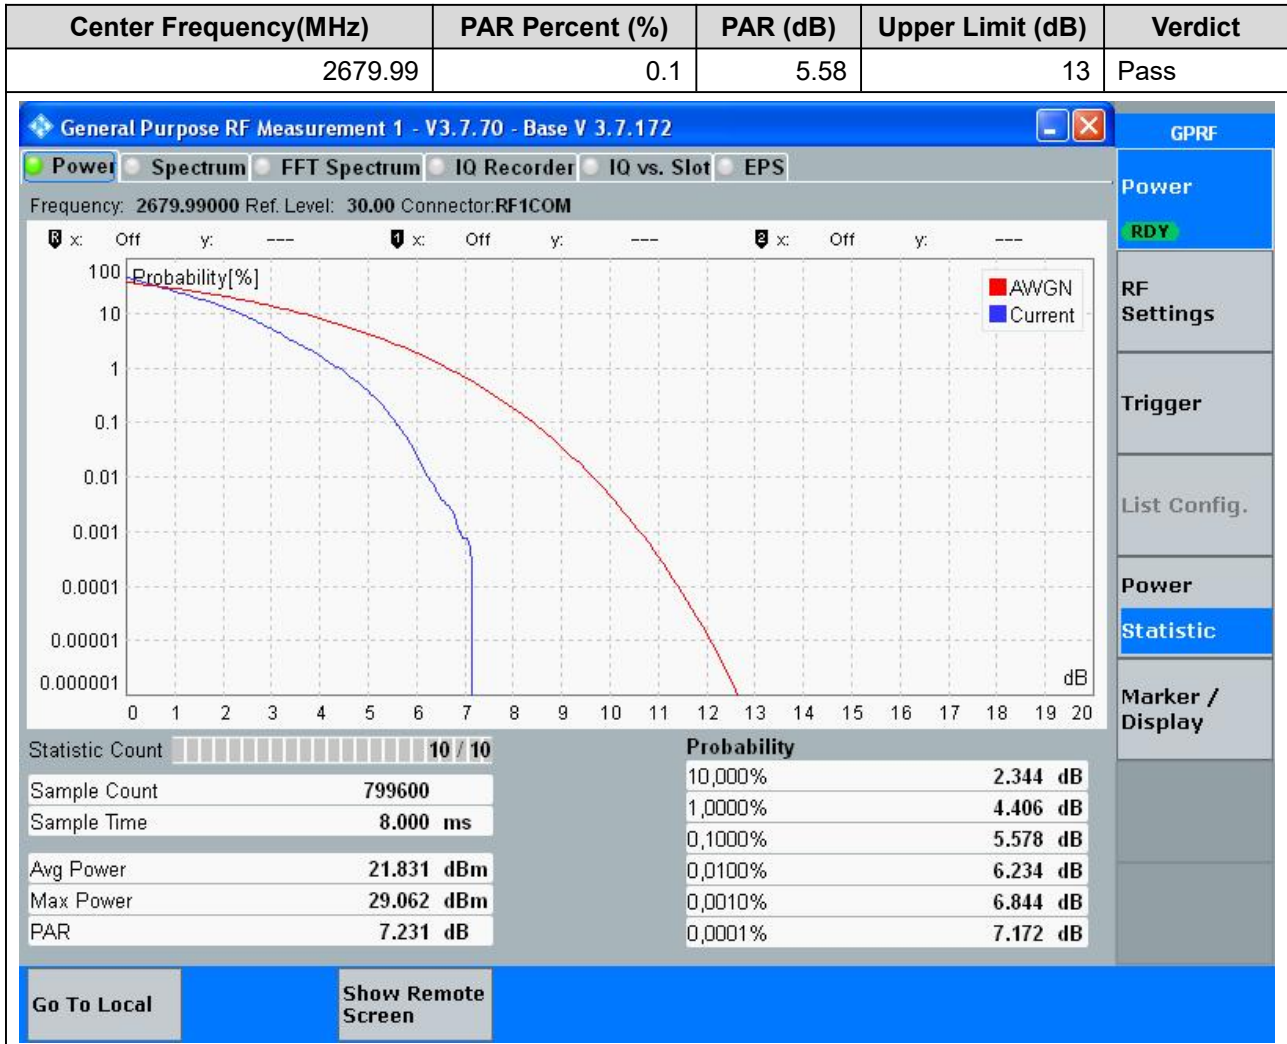 Center Frequency(MHz) PAR Percent (%) PAR (dB) Upper Limit (dB) Verdict
2679.99 0.1 5.58 13 Pass
General Purpose RF Measurement 1 - V3.7.70 - Base V 3.7.172
GPRF
Power Spectrum FFT Spectrum IQ Recorder IQ vs. Slot EPS
Power
RDY
Frequency: 2679.99000 Ref. Level: 30.00 Connector:RF1COM
R x: Off y: --- 1 x: Off y: --- 2 x: Off y: ---
Probability[%]
100
10
1
0.1
0.01
0.001
0.0001
0.00001
0.000001
AWGN
Current
dB
0 1 2 3 4 5 6 7 8 9 10 11 12 13 14 15 16 17 18 19 20
RF
Settings
Trigger
List Config.
Power
Statistic
Marker /
Display
Statistic Count 10 / 10
Sample Count 799600
Sample Time 8.000 ms
Avg Power 21.831 dBm
Max Power 29.062 dBm
PAR 7.231 dB
Probability
10,000% 2.344 dB
1,0000% 4.406 dB
0,1000% 5.578 dB
0,0100% 6.234 dB
0,0010% 6.844 dB
0,0001% 7.172 dB
Go To Local
Show Remote
Screen